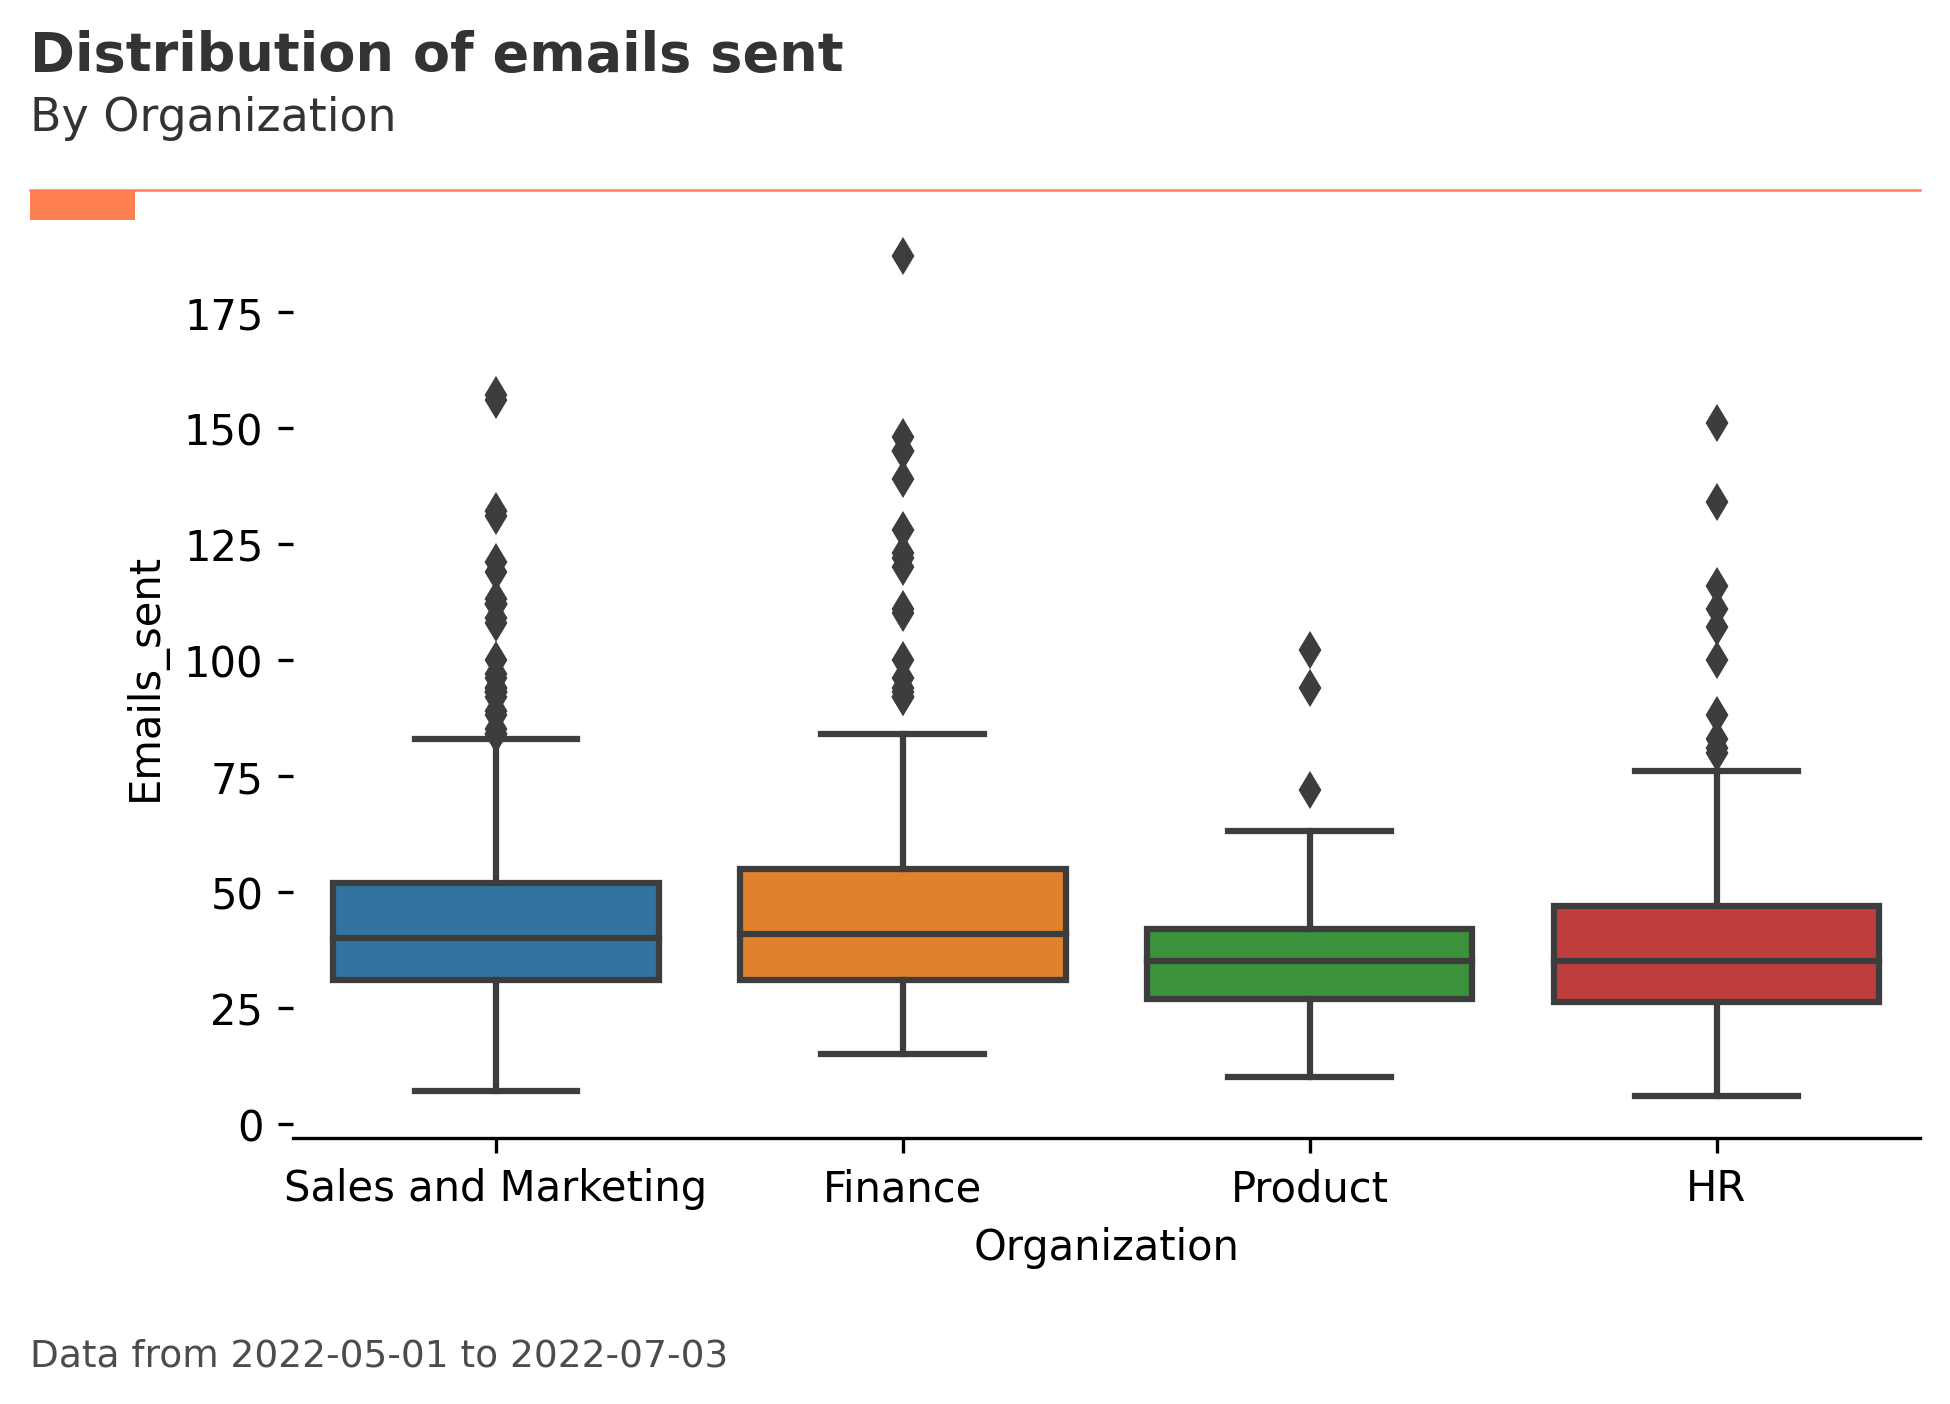 Distribution of emails sent
By Organization
175
150
125
100
75
50
25
0
Emails_sent
Sales and Marketing Finance Product HR
Organization
Data from 2022-05-01 to 2022-07-03